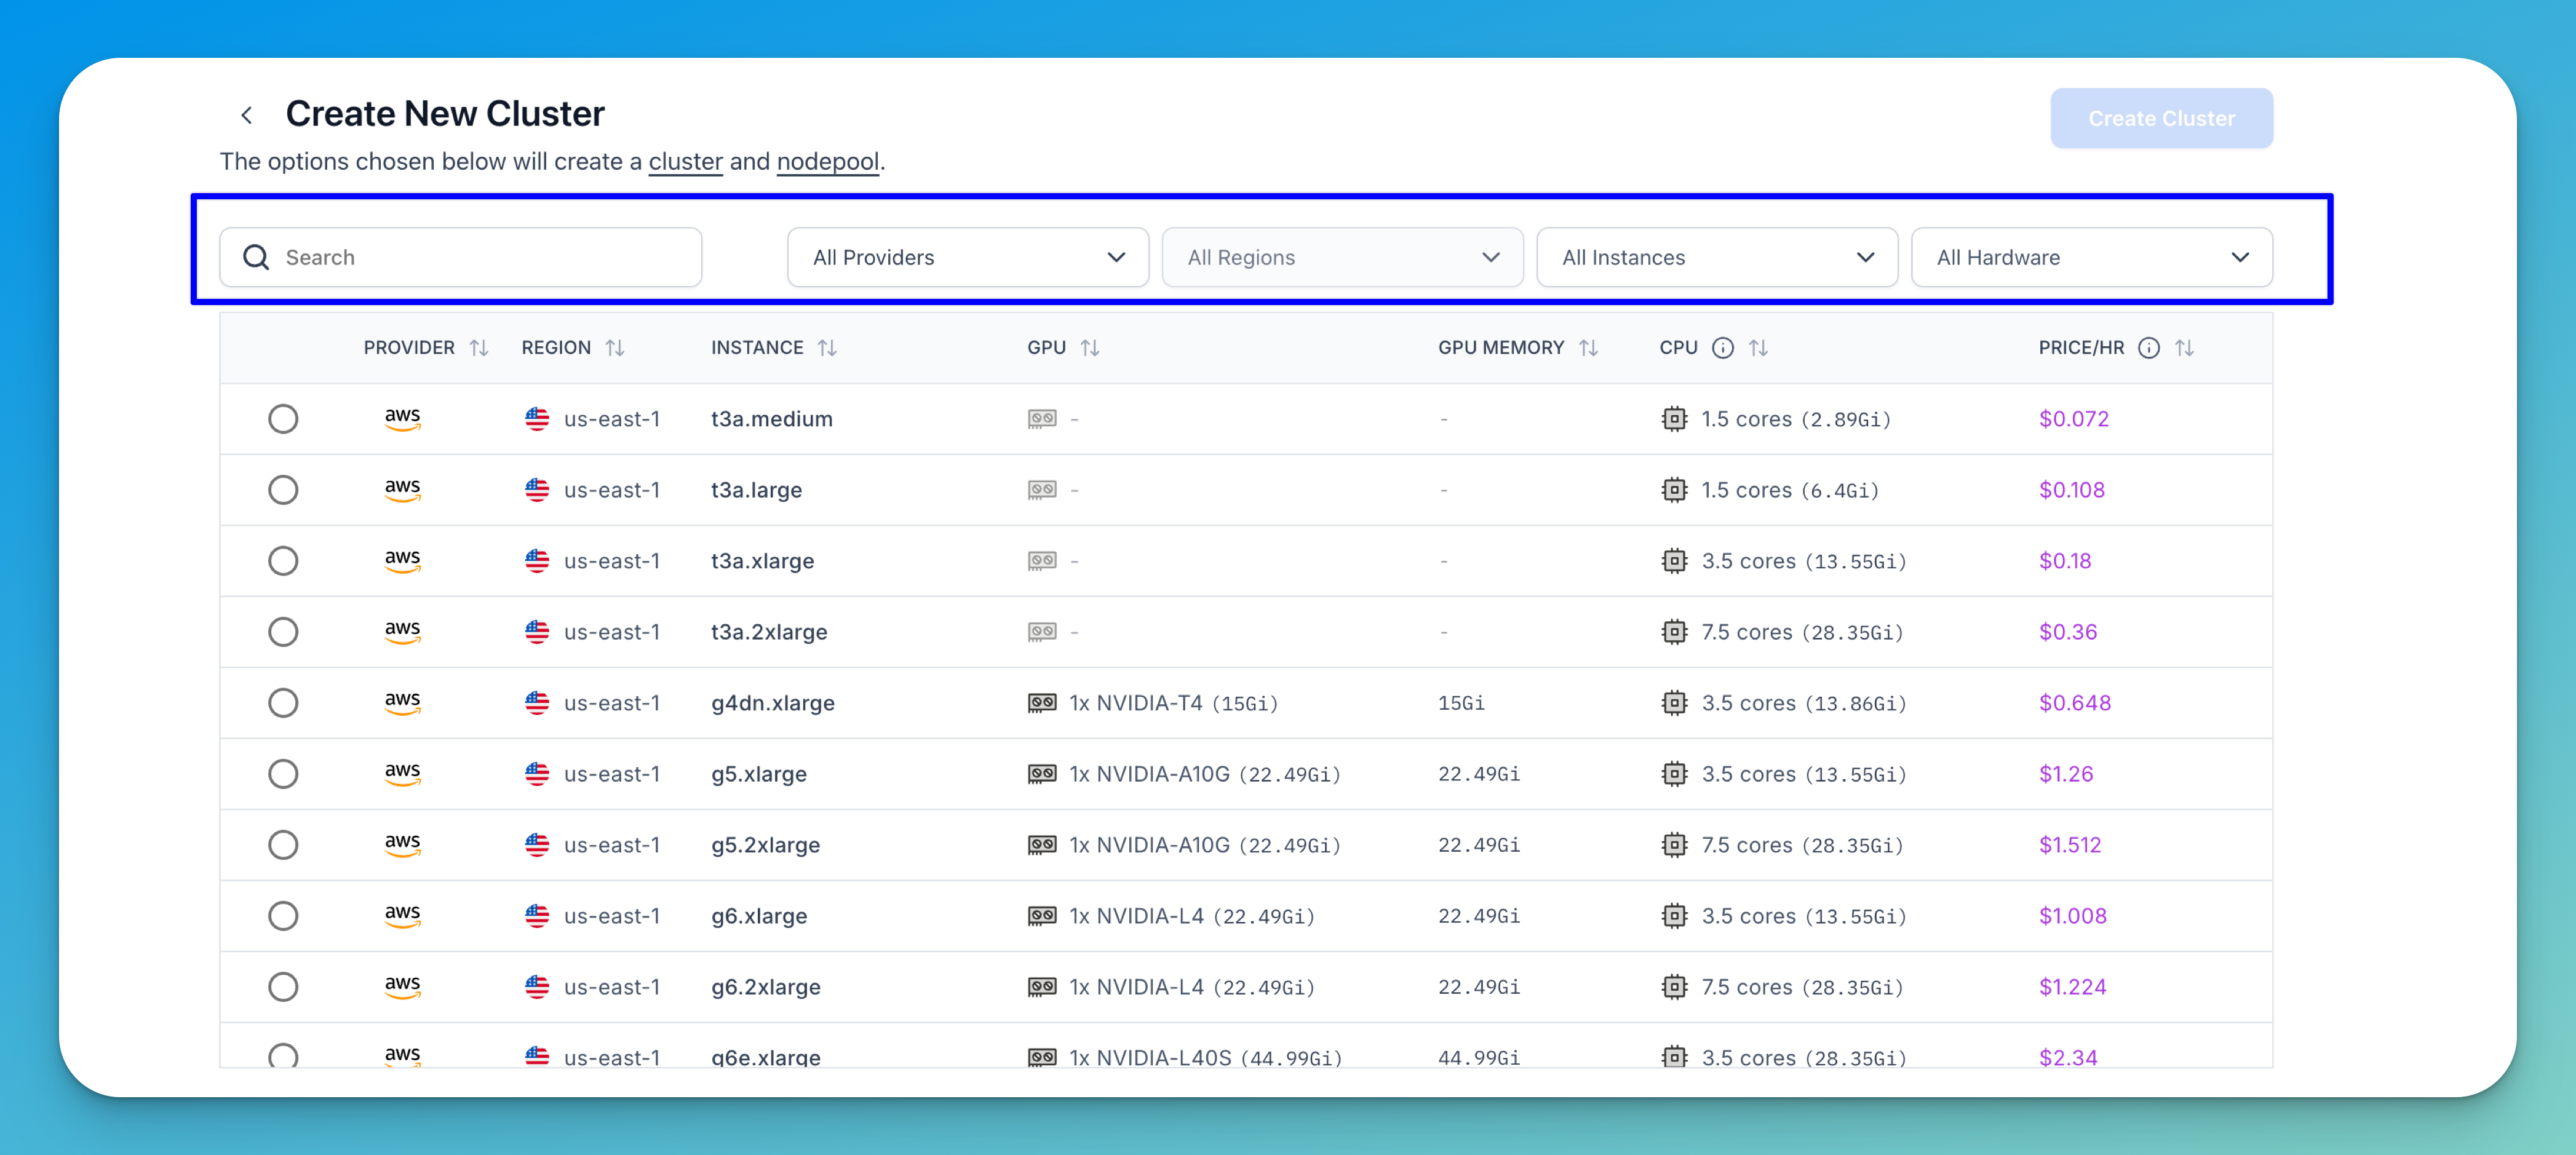 Create New Cluster
Create Cluster
The options chosen below will create a cluster and nodepool.
Search
All Providers
All Regions
All Instances
All Hardware
PROVIDER REGION INSTANCE GPU GPU MEMORY CPU PRICE/HR
aws us-east-1 t3a.medium - - 1.5 cores (2.89Gi) $0.072
aws us-east-1 t3a.large - - 1.5 cores (6.4Gi) $0.108
aws us-east-1 t3a.xlarge - - 3.5 cores (13.55Gi) $0.18
aws us-east-1 t3a.2xlarge - - 7.5 cores (28.35Gi) $0.36
aws us-east-1 g4dn.xlarge 1x NVIDIA-T4 (15Gi) 15Gi 3.5 cores (13.86Gi) $0.648
aws us-east-1 g5.xlarge 1x NVIDIA-A10G (22.49Gi) 22.49Gi 3.5 cores (13.55Gi) $1.26
aws us-east-1 g5.2xlarge 1x NVIDIA-A10G (22.49Gi) 22.49Gi 7.5 cores (28.35Gi) $1.512
aws us-east-1 g6.xlarge 1x NVIDIA-L4 (22.49Gi) 22.49Gi 3.5 cores (13.55Gi) $1.008
aws us-east-1 g6.2xlarge 1x NVIDIA-L4 (22.49Gi) 22.49Gi 7.5 cores (28.35Gi) $1.224
aws us-east-1 g6e.xlarge 1x NVIDIA-L40S (44.99Gi) 44.99Gi 3.5 cores (28.35Gi) $2.34